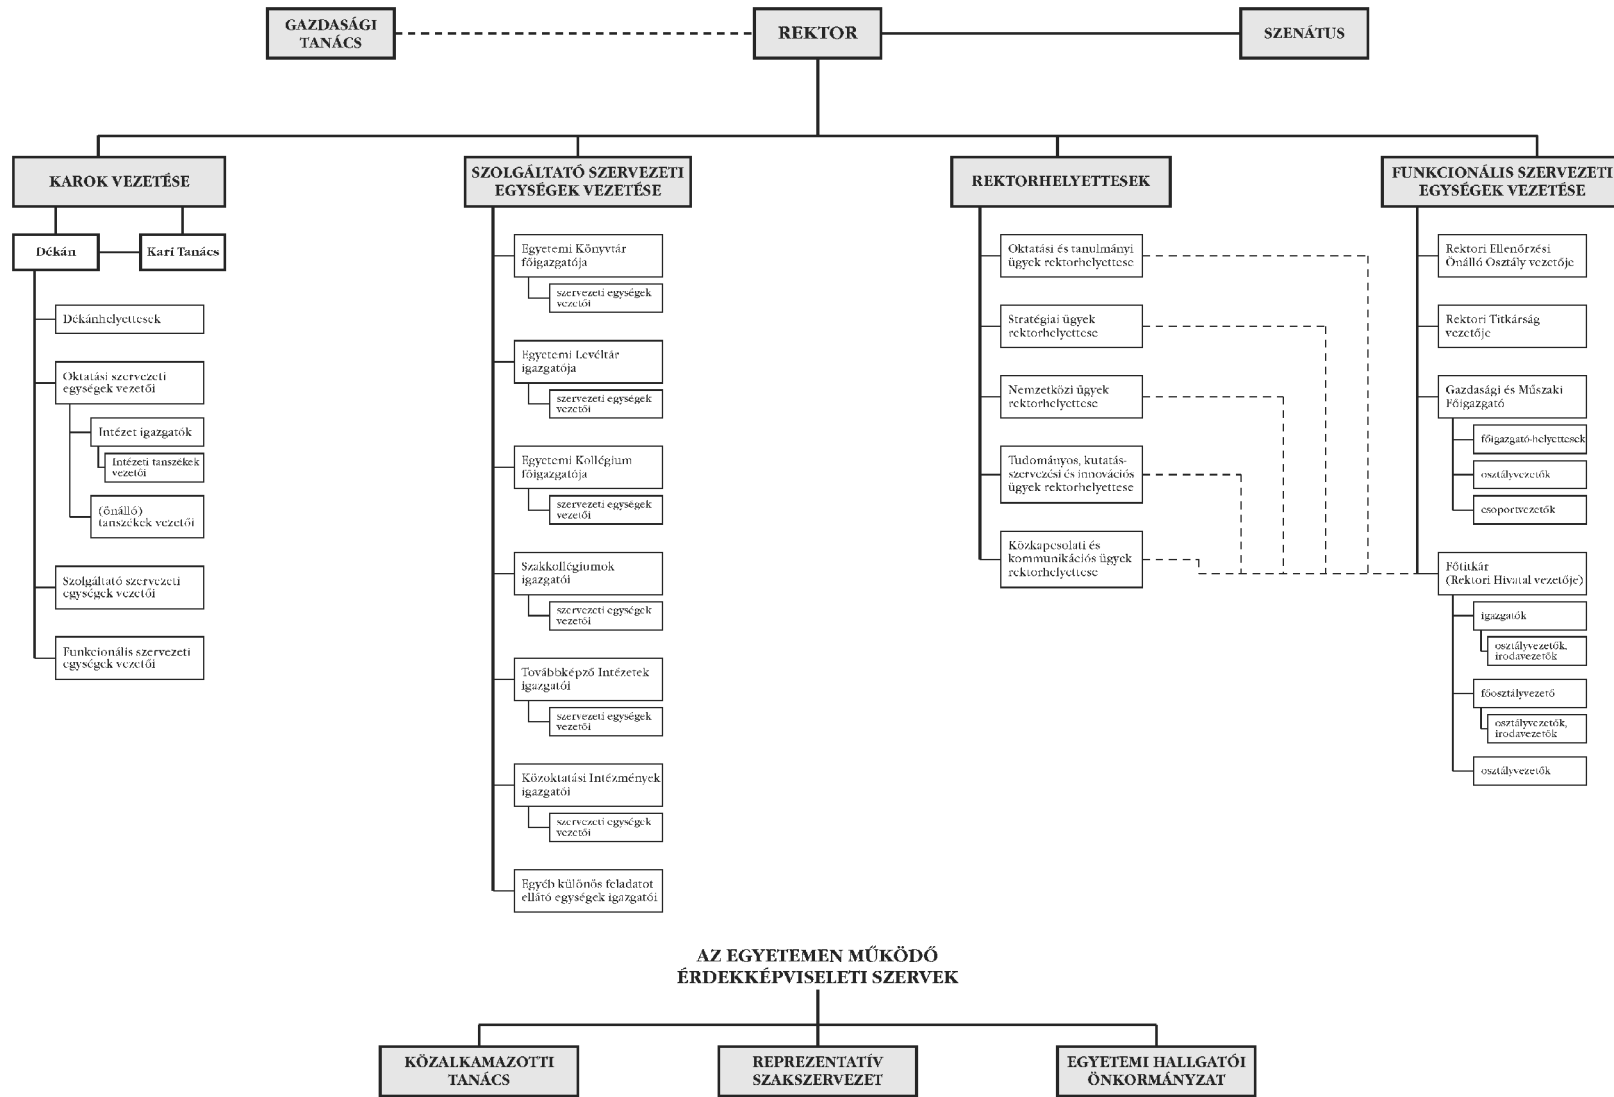 GAZDASÁGI
TANÁCS
REKTOR
SZENÁTUS
KAROK VEZETÉSE
Dékán
Kari Tanács
Dékánhelyettesek
Oktatási szervezeti
egységek vezetői
Intézet igazgatók
Intézeti tanszékek
vezetői
(önálló)
tanszékek vezetői
Szolgáltató szervezeti
egységek vezetői
Funkcionális szervezeti
egységek vezetői
SZOLGÁLTATÓ SZERVEZETI
EGYSÉGEK VEZETÉSE
Egyetemi Könyvtár
főigazgatója
szervezeti egységek
vezetői
Egyetemi Levéltár
igazgatója
szervezeti egységek
vezetői
Egyetemi Kollégium
főigazgatója
szervezeti egységek
vezetői
Szakkollégiumok
igazgatói
szervezeti egységek
vezetői
Továbbképző Intézetek
igazgatói
szervezeti egységek
vezetői
Közoktatási Intézmények
igazgatói
szervezeti egységek
vezetői
Egyéb különös feladatot
ellátó egységek igazgatói
REKTORHELYETTESEK
Oktatási és tanulmányi
ügyek rektorhelyettese
Stratégiai ügyek
rektorhelyettese
Nemzetközi ügyek
rektorhelyettese
Tudományos, kutatás-
szervezési és innovációs
ügyek rektorhelyettese
Közkapcsolati és
kommunikációs ügyek
rektorhelyettese
FUNKCIONÁLIS SZERVEZETI
EGYSÉGEK VEZETÉSE
Rektori Ellenőrzési
Önálló Osztály vezetője
Rektori Titkárság
vezetője
Gazdasági és Műszaki
Főigazgató
főigazgató-helyettesek
osztályvezetők
csoportvezetők
Főtitkár
(Rektori Hivatal vezetője)
igazgatók
osztályvezetők,
irodavezetők
főosztályvezető
osztályvezetők,
irodavezetők
osztályvezetők
AZ EGYETEMEN MŰKÖDŐ
ÉRDEKKÉPVISELETI SZERVEK
KÖZALKAMAZOTTI
TANÁCS
REPREZENTATÍV
SZAKSZERVEZET
EGYETEMI HALLGATÓI
ÖNKORMÁNYZAT